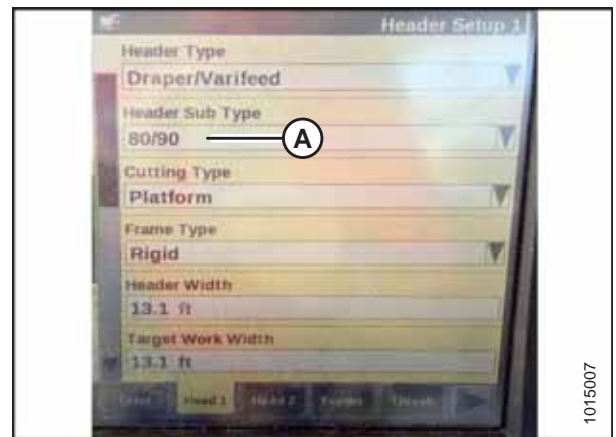 Header Setup 1
Header Type
Draper/Varifeed
Header Sub Type
80/90
A
Cutting Type
Platform
Frame Type
Rigid
Header Width
13.1 ft
Target Work Width
13.1 ft
Head 1
Head 2
1015007